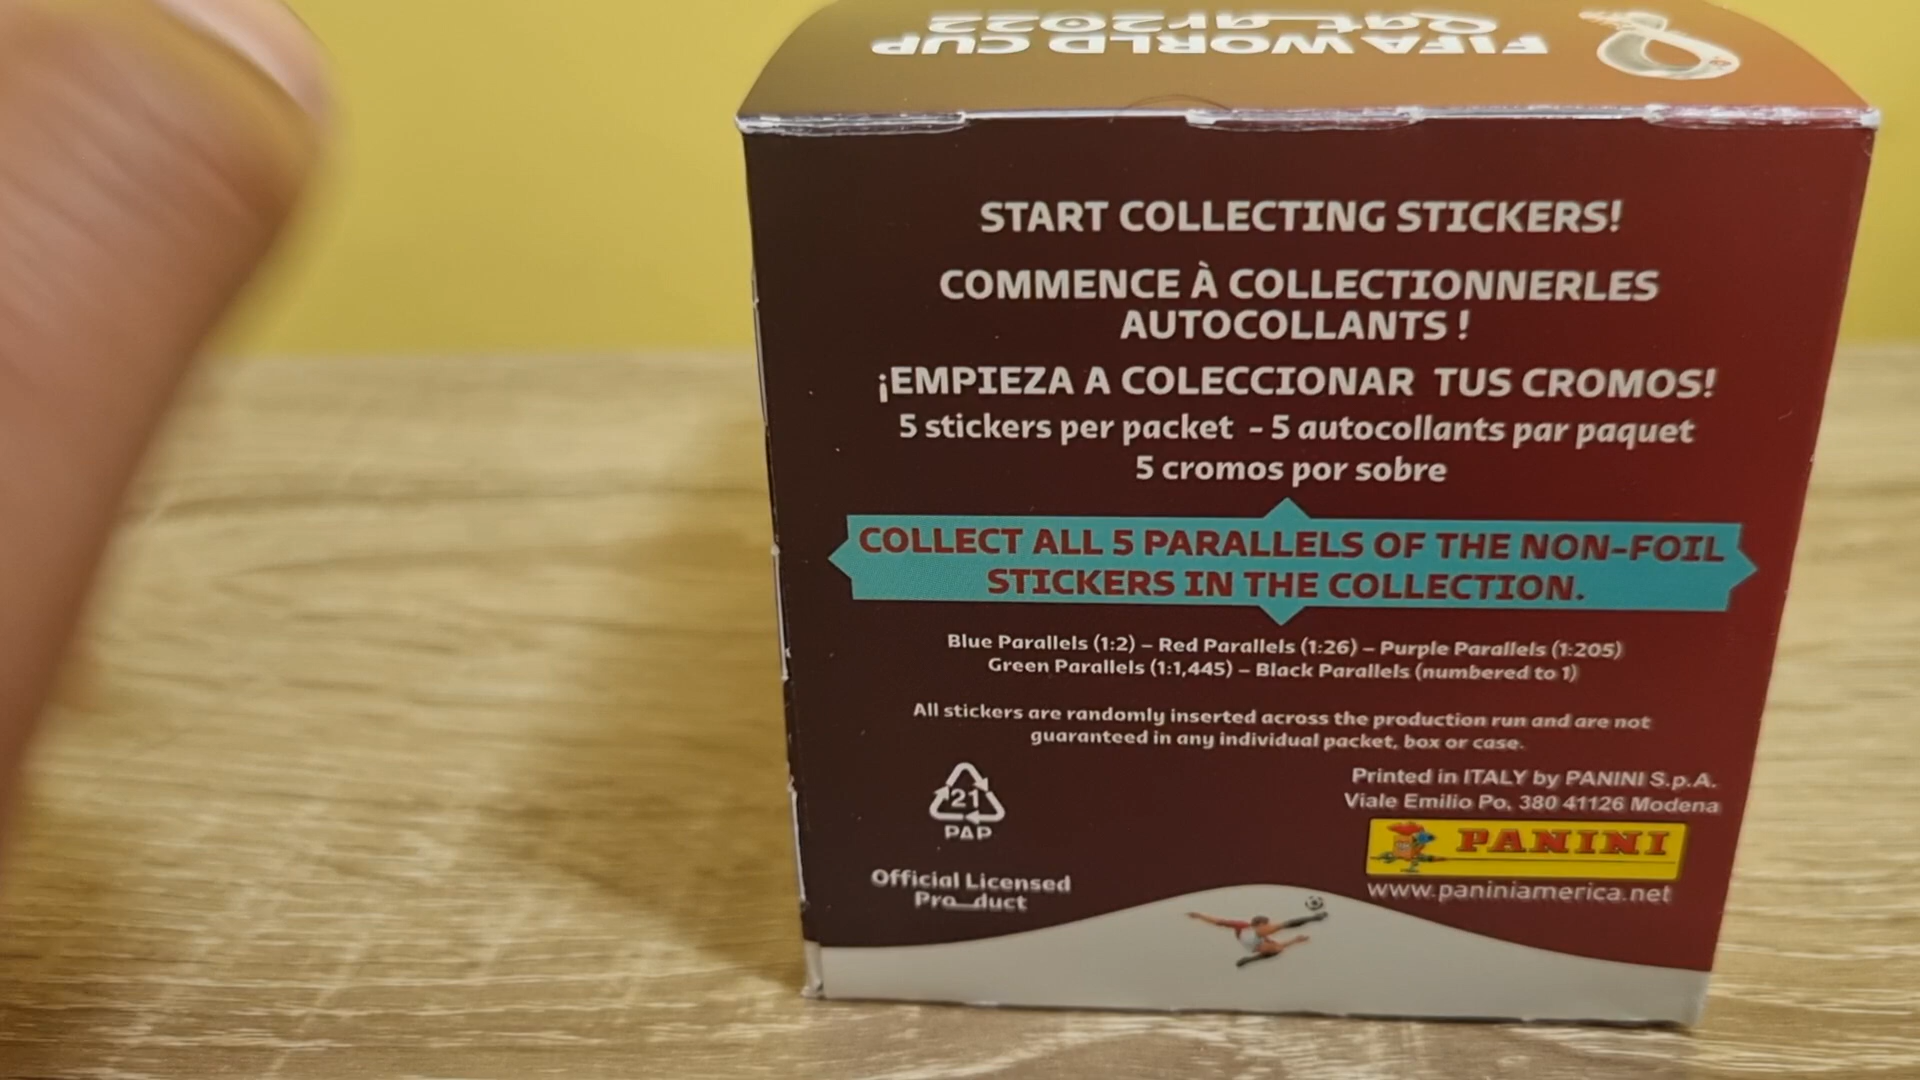 FIFA WORLD CUP
Qatar2022
START COLLECTING STICKERS!
COMMENCE À COLLECTIONNERLES
AUTOCOLLANTS !
¡EMPIEZA A COLECCIONAR TUS CROMOS!
5 stickers per packet - 5 autocollants par paquet
5 cromos por sobre
COLLECT ALL 5 PARALLELS OF THE NON-FOIL
STICKERS IN THE COLLECTION.
Blue Parallels (1:2) – Red Parallels (1:26) – Purple Parallels (1:205)
Green Parallels (1:1,445) – Black Parallels (numbered to 1)
All stickers are randomly inserted across the production run and are not
guaranteed in any individual packet, box or case.
21
PAP
Official Licensed
Pro_duct
Printed in ITALY by PANINI S.p.A.
Viale Emilio Po, 380 41126 Modena
PANINI
www.paniniamerica.net